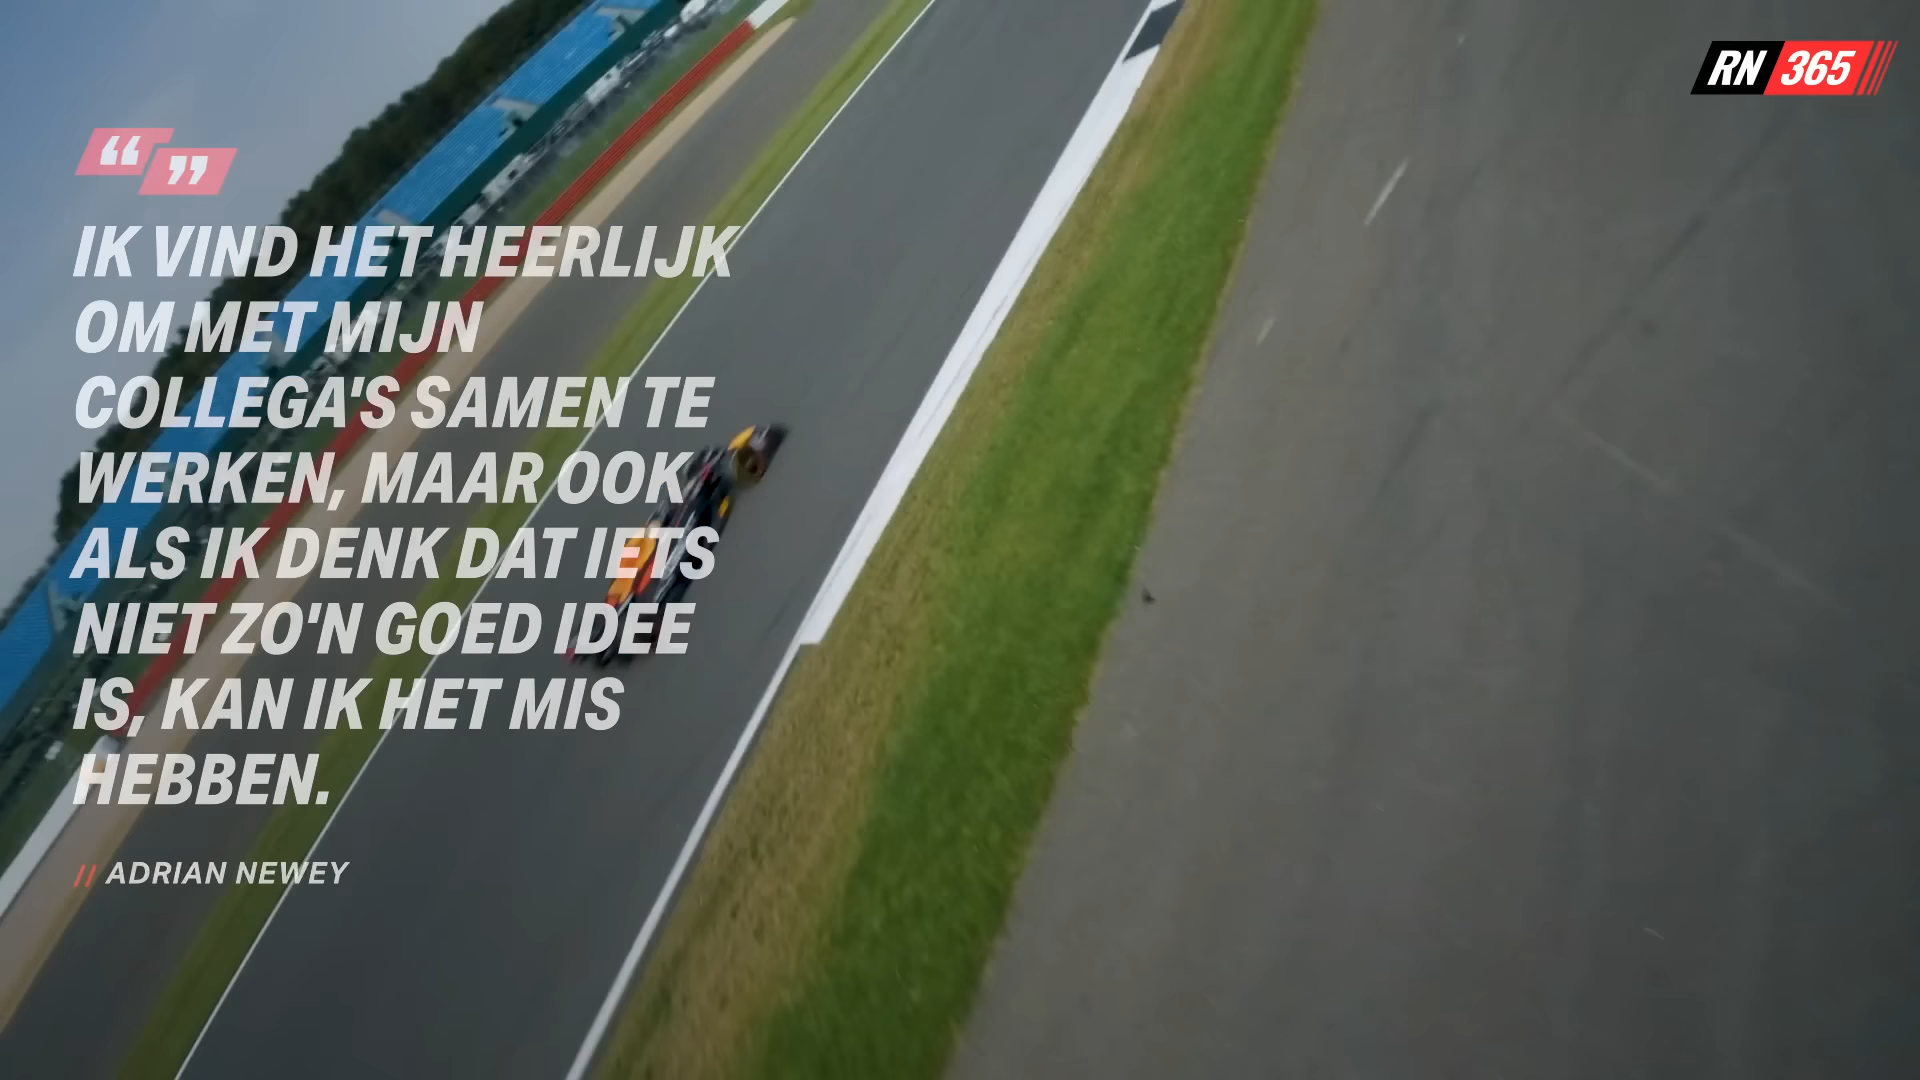 RN 365
“ ”
IK VIND HET HEERLIJK
OM MET MIJN
COLLEGA'S SAMEN TE
WERKEN, MAAR OOK
ALS IK DENK DAT IETS
NIET ZO'N GOED IDEE
IS, KAN IK HET MIS
HEBBEN.
// ADRIAN NEWEY